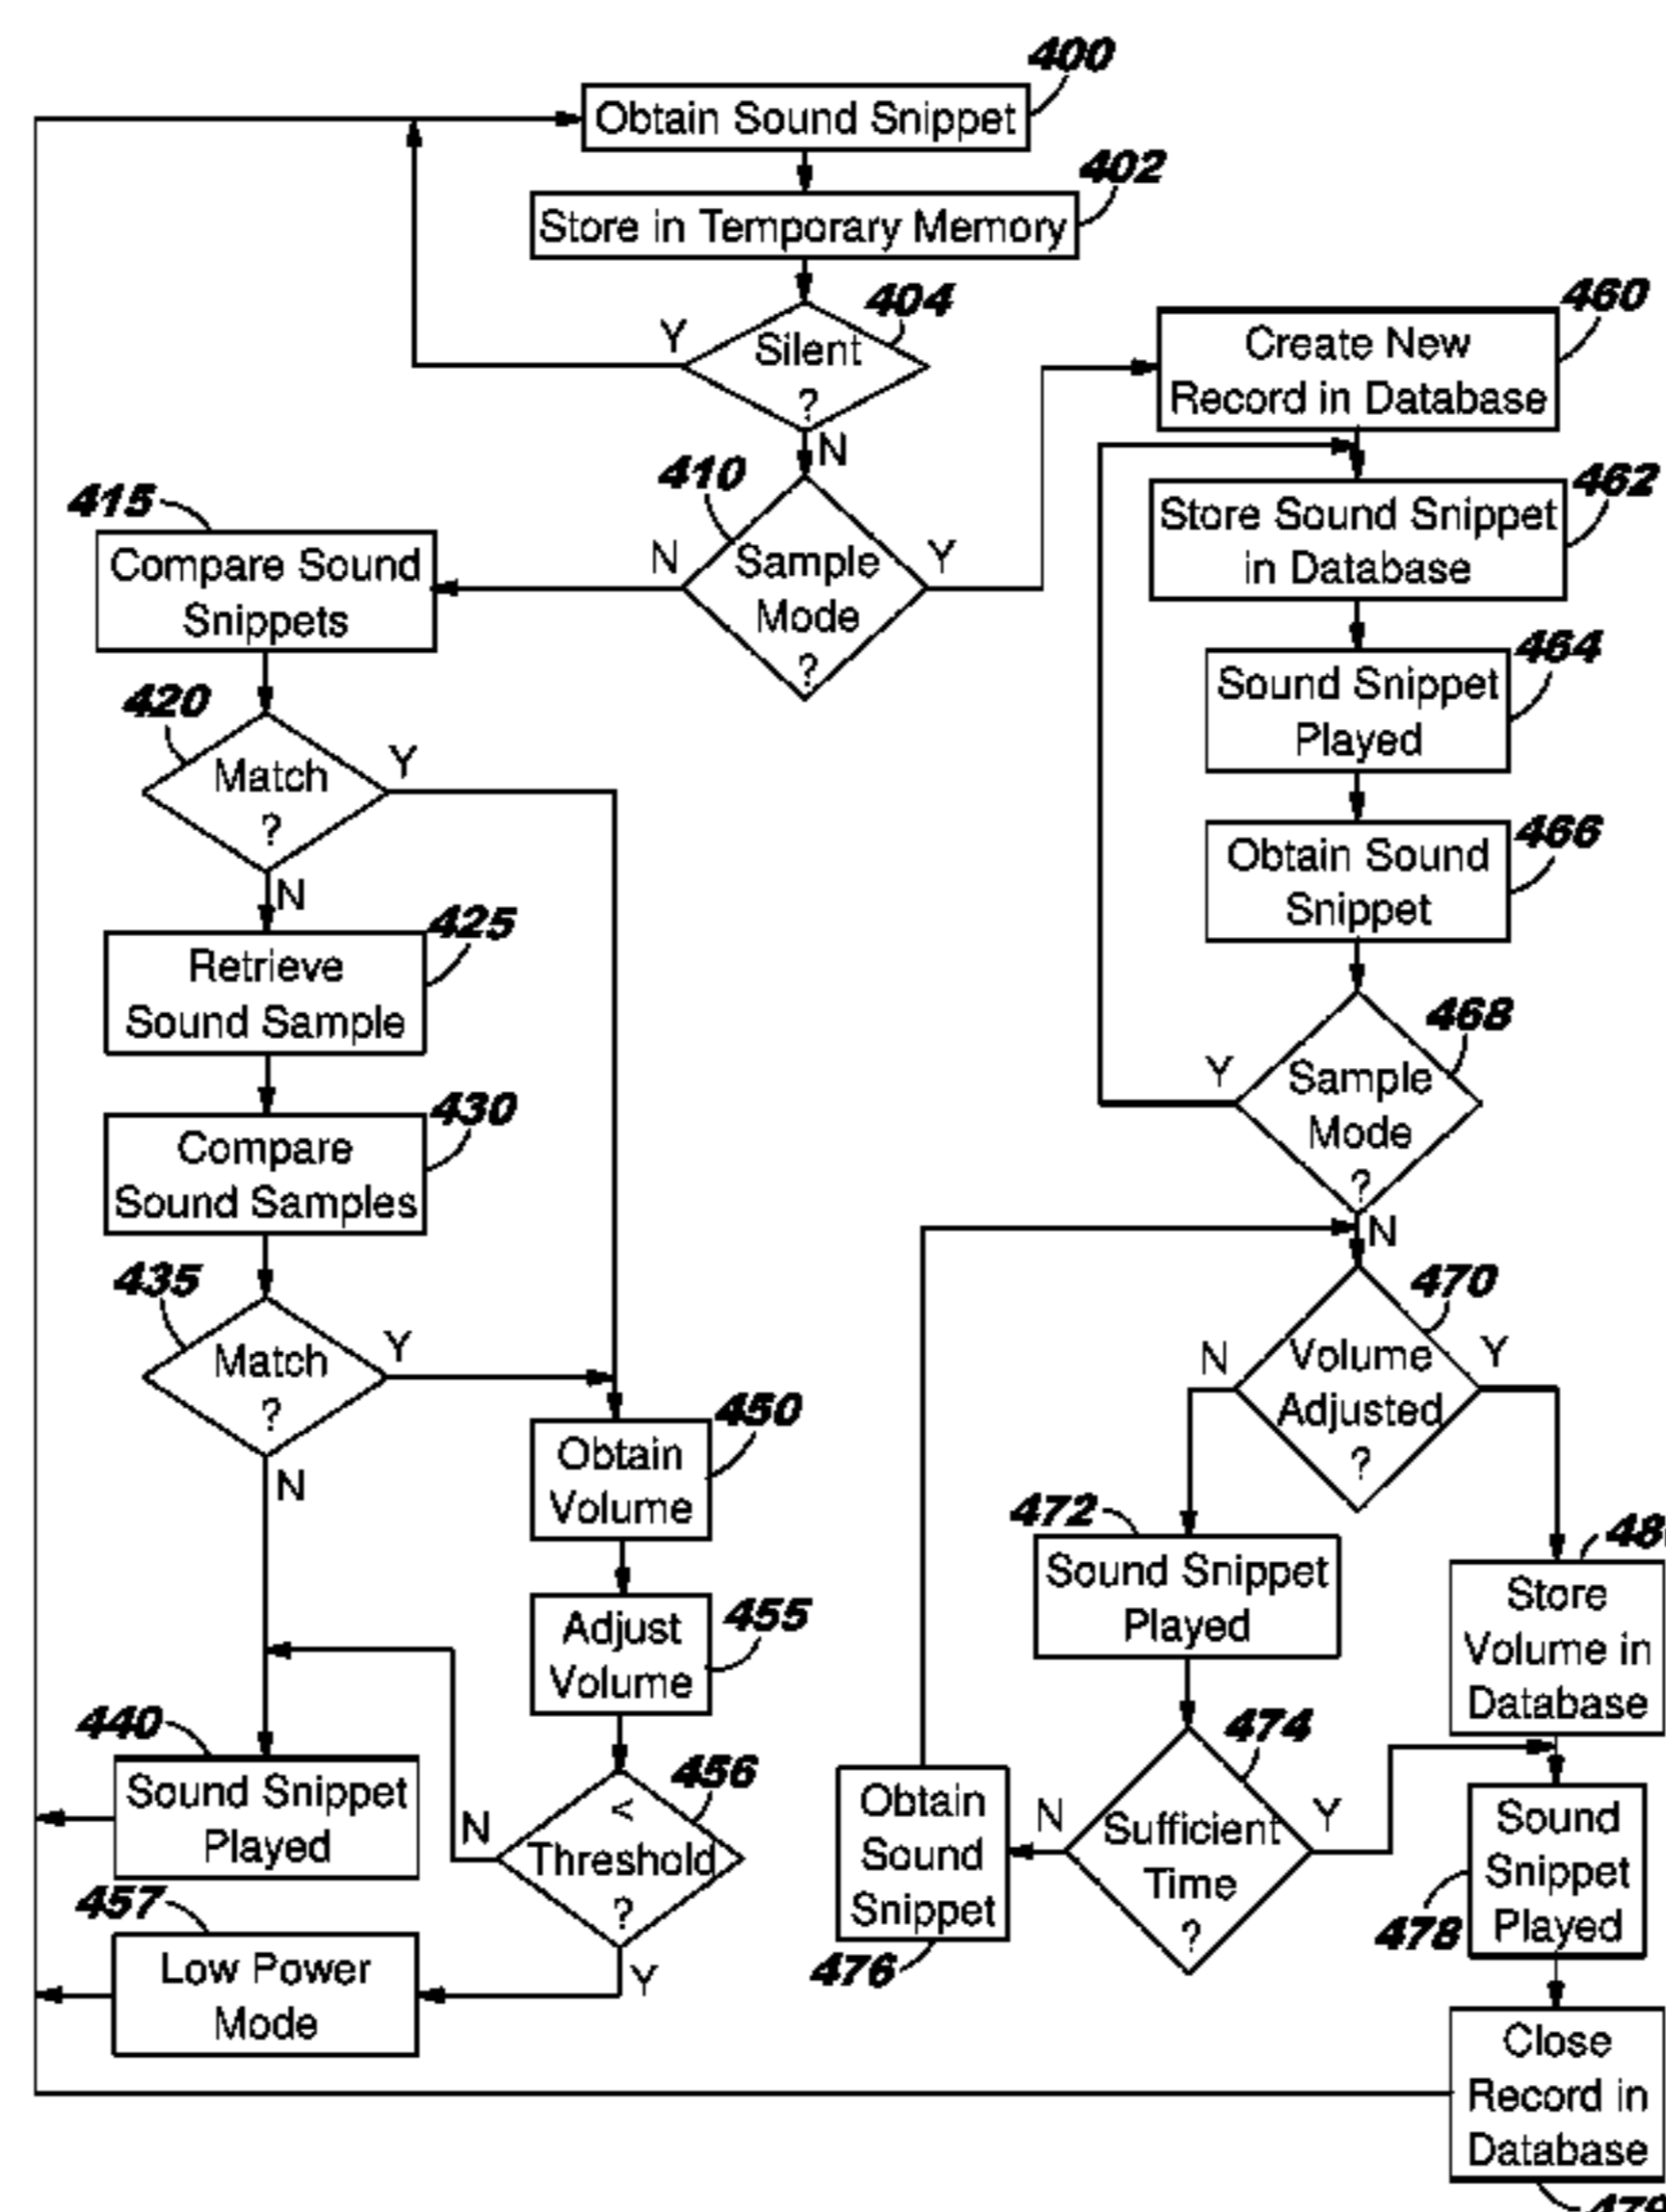 400
Obtain Sound Snippet
402
Store in Temporary Memory
404
Silent
?
Y
N
410
Sample
Mode
?
N
Y
415
Compare Sound
Snippets
420
Match
?
Y
N
425
Retrieve
Sound Sample
430
Compare
Sound Samples
435
Match
?
Y
N
450
Obtain
Volume
455
Adjust
Volume
456
<
Threshold
?
N
Y
440
Sound Snippet
Played
457
Low Power
Mode
460
Create New
Record in Database
462
Store Sound Snippet
in Database
464
Sound Snippet
Played
466
Obtain Sound
Snippet
468
Sample
Mode
?
Y
N
470
Volume
Adjusted
?
N
Y
472
Sound Snippet
Played
474
Sufficient
Time
?
N
Y
Obtain
Sound
Snippet
476
Store
Volume in
Database
Sound
Snippet
Played
478
Close
Record in
Database